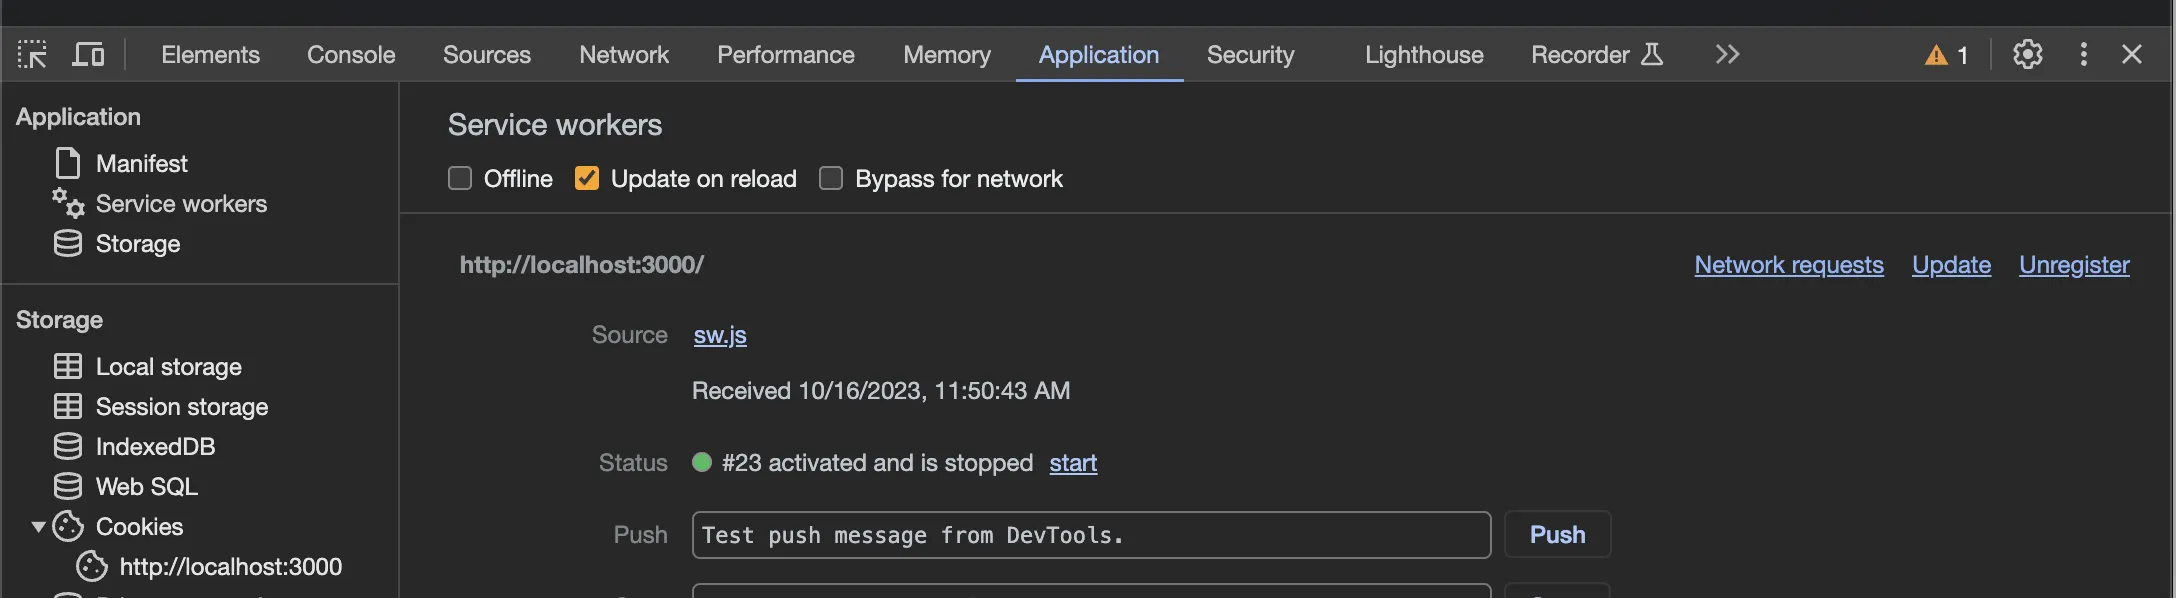 Elements Console Sources Network Performance Memory Application Security Lighthouse Recorder 1
Application
Manifest
Service workers
Storage
Storage
Local storage
Session storage
IndexedDB
Web SQL
Cookies
http://localhost:3000
Service workers
Offline Update on reload Bypass for network
http://localhost:3000/ Network requests Update Unregister
Source sw.js
Received 10/16/2023, 11:50:43 AM
Status #23 activated and is stopped start
Push Test push message from DevTools. Push